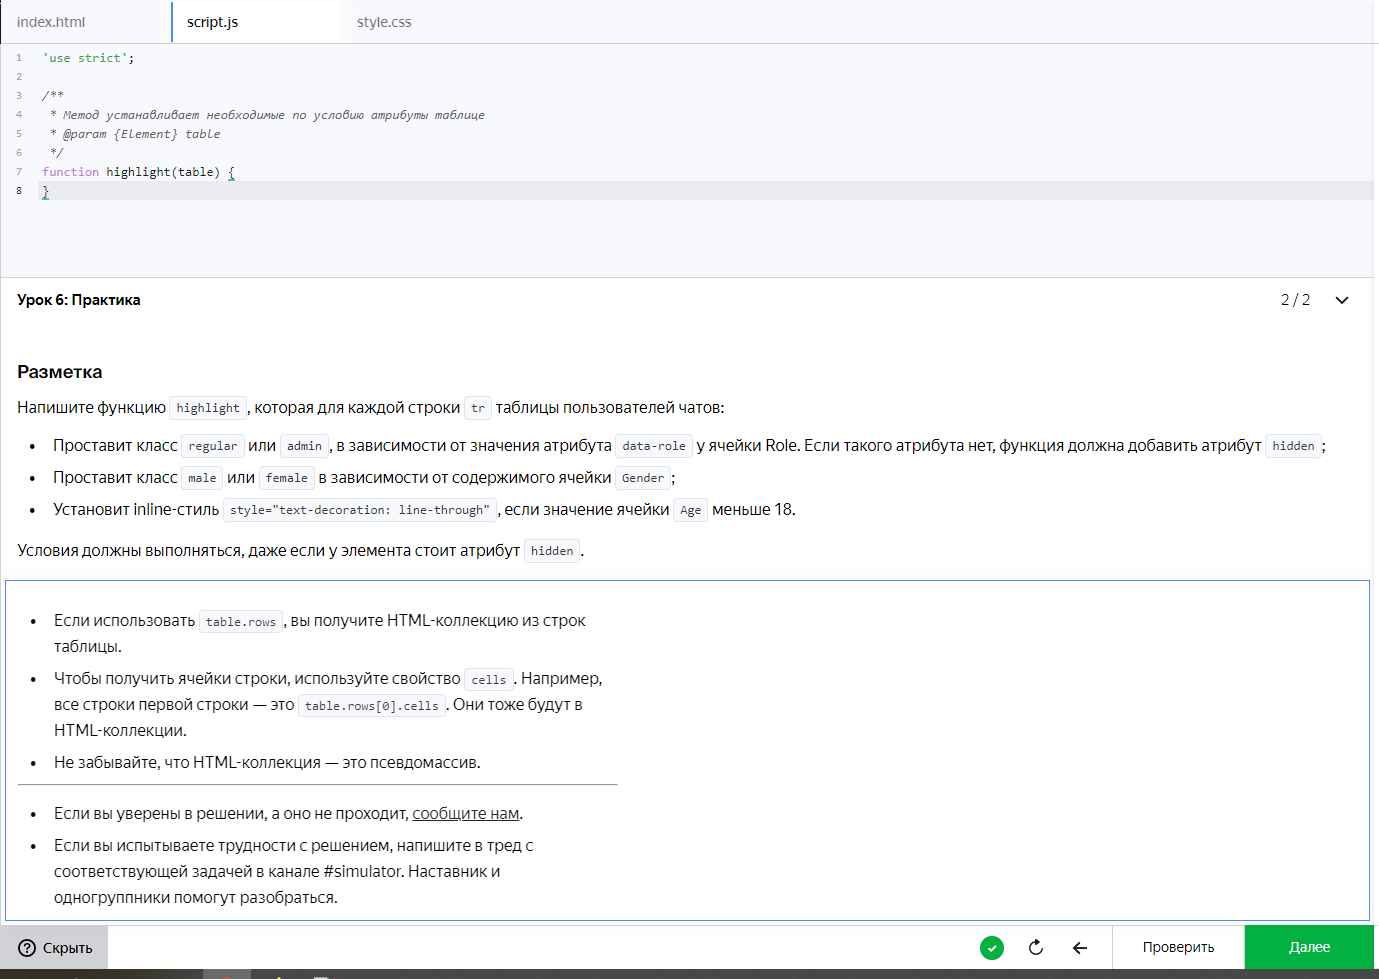 index.html script.js style.css
1 'use strict';
2
3 /**
4 * Метод устанавливает необходимые по условию атрибуты таблице
5 * @param {Element} table
6 */
7 function highlight(table) {
8 }
Урок 6: Практика 2 / 2
Разметка
Напишите функцию highlight, которая для каждой строки tr таблицы пользователей чатов:
• Проставит класс regular или admin, в зависимости от значения атрибута data-role у ячейки Role. Если такого атрибута нет, функция должна добавить атрибут hidden;
• Проставит класс male или female в зависимости от содержимого ячейки Gender;
• Установит inline-стиль style="text-decoration: line-through", если значение ячейки Age меньше 18.
Условия должны выполняться, даже если у элемента стоит атрибут hidden.
• Если использовать table.rows, вы получите HTML-коллекцию из строк
таблицы.
• Чтобы получить ячейки строки, используйте свойство cells. Например,
все строки первой строки — это table.rows[0].cells. Они тоже будут в
HTML-коллекции.
• Не забывайте, что HTML-коллекция — это псевдомассив.
• Если вы уверены в решении, а оно не проходит, сообщите нам.
• Если вы испытываете трудности с решением, напишите в тред с
соответствующей задачей в канале #simulator. Наставник и
одногруппники помогут разобраться.
? Скрыть Проверить Далее